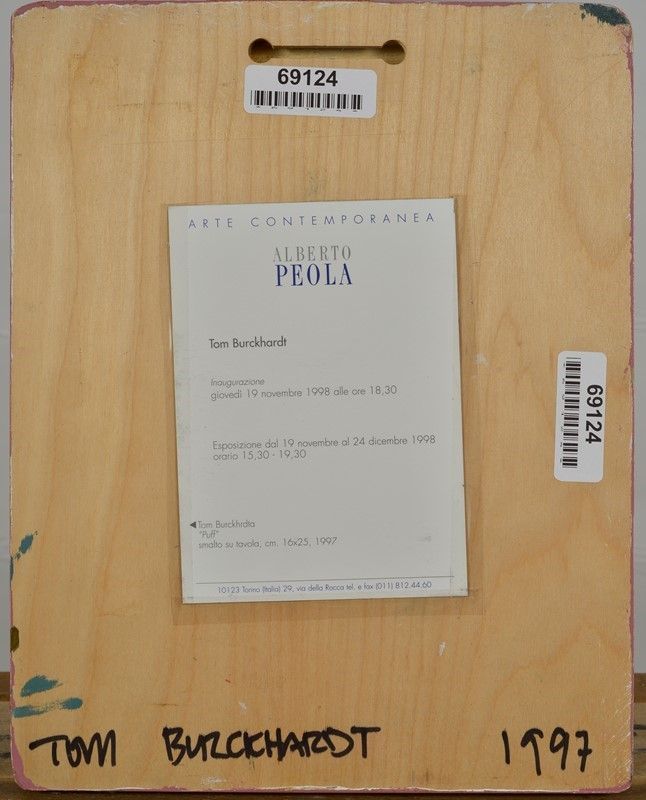 69124
ARTE CONTEMPORANEA
ALBERTO
PEOLA
Tom Burckhardt
Inaugurazione
giovedì 19 novembre 1998 alle ore 18,30
69124
Esposizione dal 19 novembre al 24 dicembre 1998
orario 15,30 - 19,30
◀ Tom Burckhrdta
"Puff"
smalto su tavola, cm. 16x25, 1997
10123 Torino (Italia) 29, via della Rocca tel. e fax (011) 812.44.60
TOM BURCKHARDT 1997